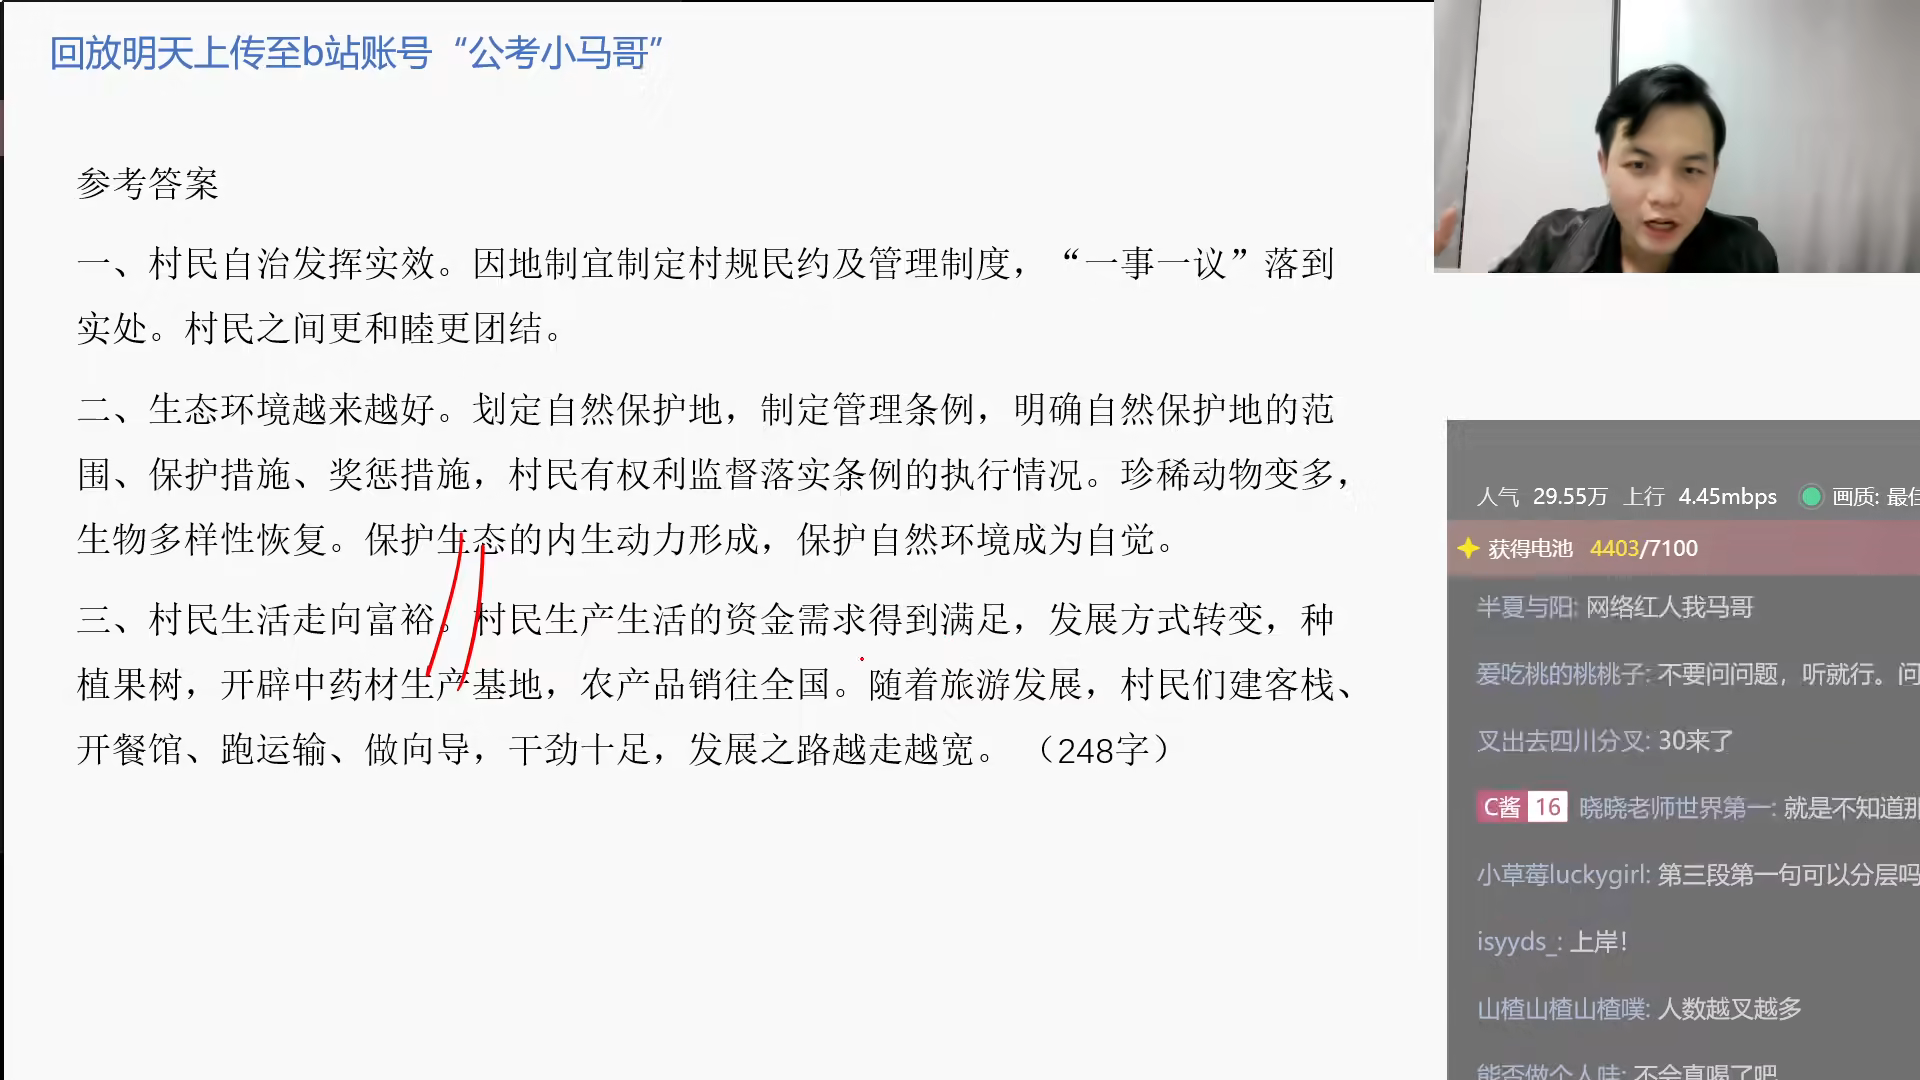 回放明天上传至b站账号“公考小马哥”
参考答案
一、村民自治发挥实效。因地制宜制定村规民约及管理制度，“一事一议”落到
实处。村民之间更和睦更团结。
二、生态环境越来越好。划定自然保护地，制定管理条例，明确自然保护地的范
围、保护措施、奖惩措施，村民有权利监督落实条例的执行情况。珍稀动物变多，
生物多样性恢复。保护生态的内生动力形成，保护自然环境成为自觉。
三、村民生活走向富裕。村民生产生活的资金需求得到满足，发展方式转变，种
植果树，开辟中药材生产基地，农产品销往全国。随着旅游发展，村民们建客栈、
开餐馆、跑运输、做向导，干劲十足，发展之路越走越宽。（248字）
人气 29.55万 上行 4.45mbps 画质: 最佳
获得电池 4403/7100
半夏与阳: 网络红人我马哥
爱吃桃的桃桃子: 不要问问题，听就行。问
叉出去四川分叉: 30来了
C酱 16 晓晓老师世界第一: 就是不知道那
小草莓luckygirl: 第三段第一句可以分层吗
isyyds_: 上岸！
山楂山楂山楂噗: 人数越叉越多
能否做个人哇: 不会真喝了吧